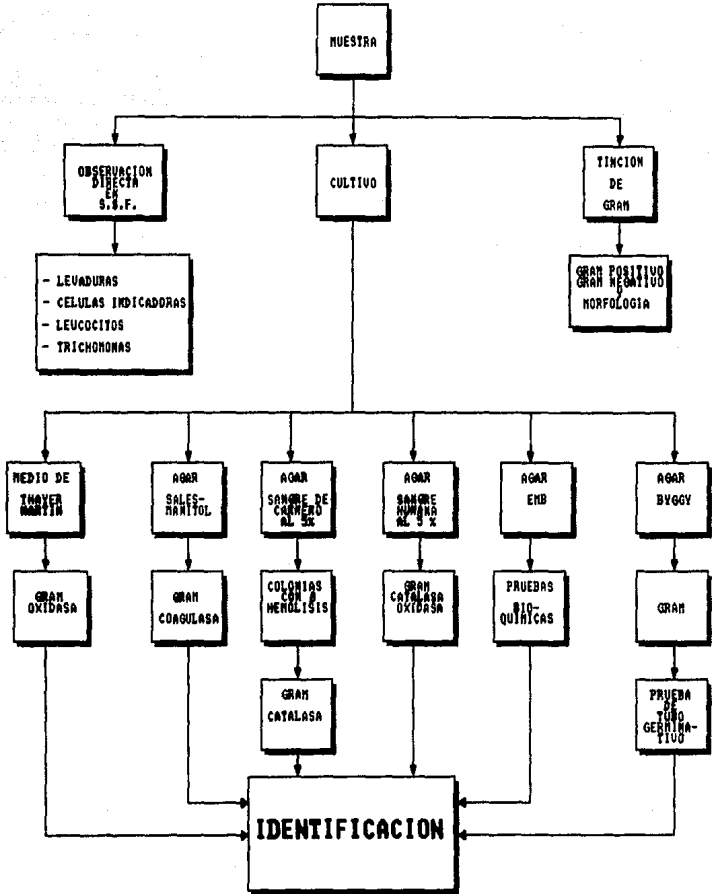 MUESTRA
OBSERVACION
DIRECTA
EN
S.S.F.
CULTIVO
TINCION
DE
GRAM
- LEVADURAS
- CELULAS INDICADORAS
- LEUCOCITOS
- TRICHOMONAS
GRAM POSITIVO
GRAM NEGATIVO
Y
MORFOLOGIA
MEDIO DE
THAYER
MARTIN
AGAR
SALES-
MANITOL
AGAR
SANGRE DE
CARNERO
AL 5%
AGAR
SANGRE
HUMANA
AL 5 %
AGAR
EMB
AGAR
BYGGY
GRAM
OXIDASA
GRAM
COAGULASA
COLONIAS
CON β
HEMOLISIS
GRAM
CATALASA
OXIDASA
PRUEBAS
BIO-
QUIMICAS
GRAM
GRAM
CATALASA
PRUEBA
DE
TUBO
GERMINA-
TIVO
IDENTIFICACION